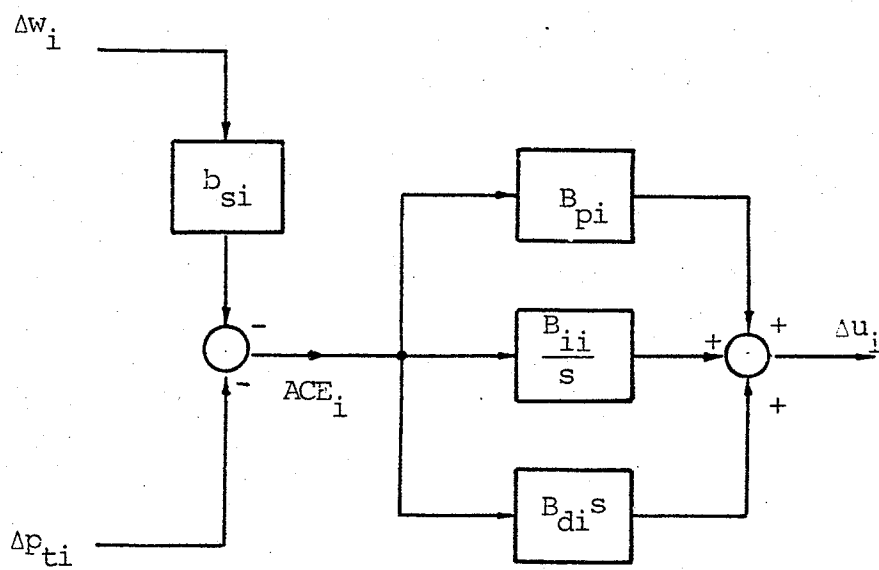 Δw_i
b_si
-
-
ACE_i
B_pi
B_ii
s
B_di s
+
+
+
Δu_i
Δp_ti